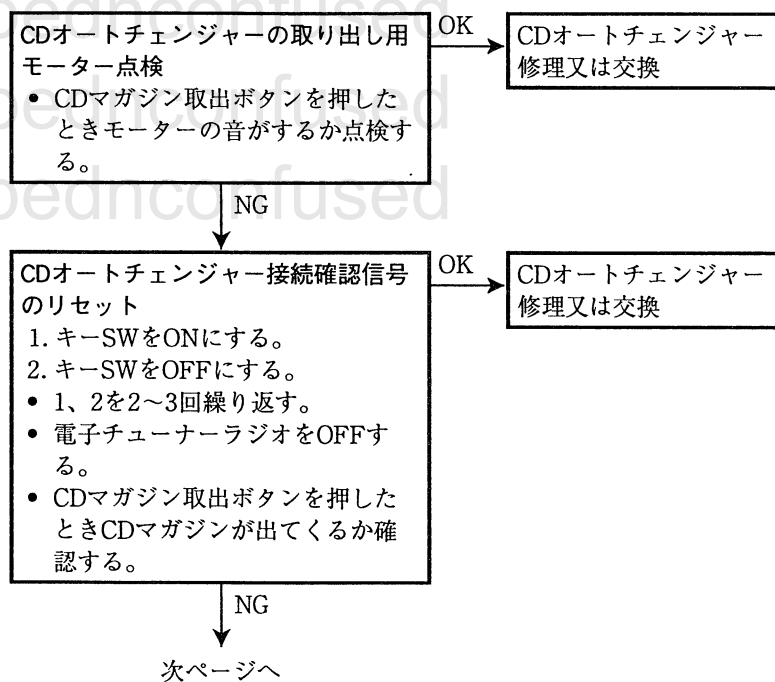 CDオートチェンジャーの取り出し用
モーター点検
• CDマガジン取出ボタンを押した
ときモーターの音がするか点検す
る。
OK
CDオートチェンジャー
修理又は交換
NG
CDオートチェンジャー接続確認信号
のリセット
1. キーSWをONにする。
2. キーSWをOFFにする。
• 1、2を2〜3回繰り返す。
• 電子チューナーラジオをOFFす
る。
• CDマガジン取出ボタンを押した
ときCDマガジンが出てくるか確
認する。
OK
CDオートチェンジャー
修理又は交換
NG
次ページへ
bednconfused
bednconfused
bednconfused